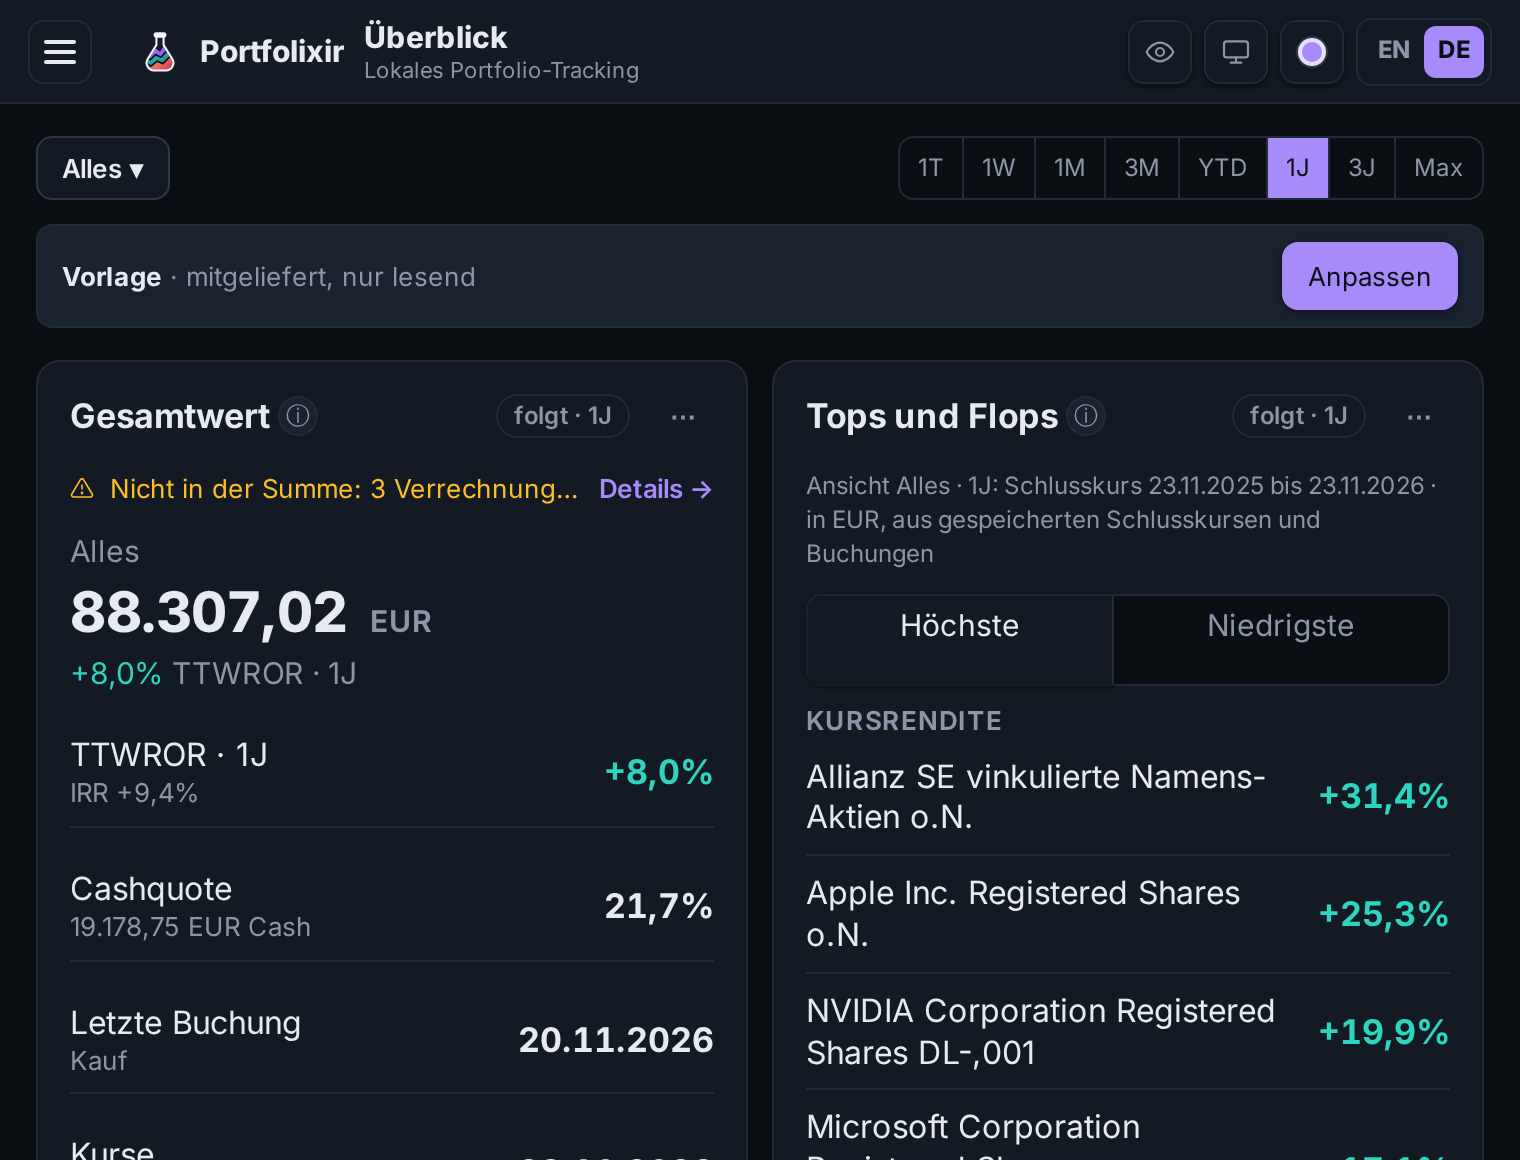 Portfolixir
Überblick
Lokales Portfolio-Tracking
EN DE
Alles ▾
1T 1W 1M 3M YTD 1J 3J Max
Vorlage · mitgeliefert, nur lesend
Anpassen
Gesamtwert ⓘ folgt · 1J ···
⚠ Nicht in der Summe: 3 Verrechnung... Details →
Alles
88.307,02 EUR
+8,0% TTWROR · 1J
TTWROR · 1J
IRR +9,4%
+8,0%
Cashquote
19.178,75 EUR Cash
21,7%
Letzte Buchung
Kauf
20.11.2026
Kurse
Tops und Flops ⓘ folgt · 1J ···
Ansicht Alles · 1J: Schlusskurs 23.11.2025 bis 23.11.2026 ·
in EUR, aus gespeicherten Schlusskursen und
Buchungen
Höchste Niedrigste
KURSRENDITE
Allianz SE vinkulierte Namens-
Aktien o.N.
+31,4%
Apple Inc. Registered Shares
o.N.
+25,3%
NVIDIA Corporation Registered
Shares DL-,001
+19,9%
Microsoft Corporation